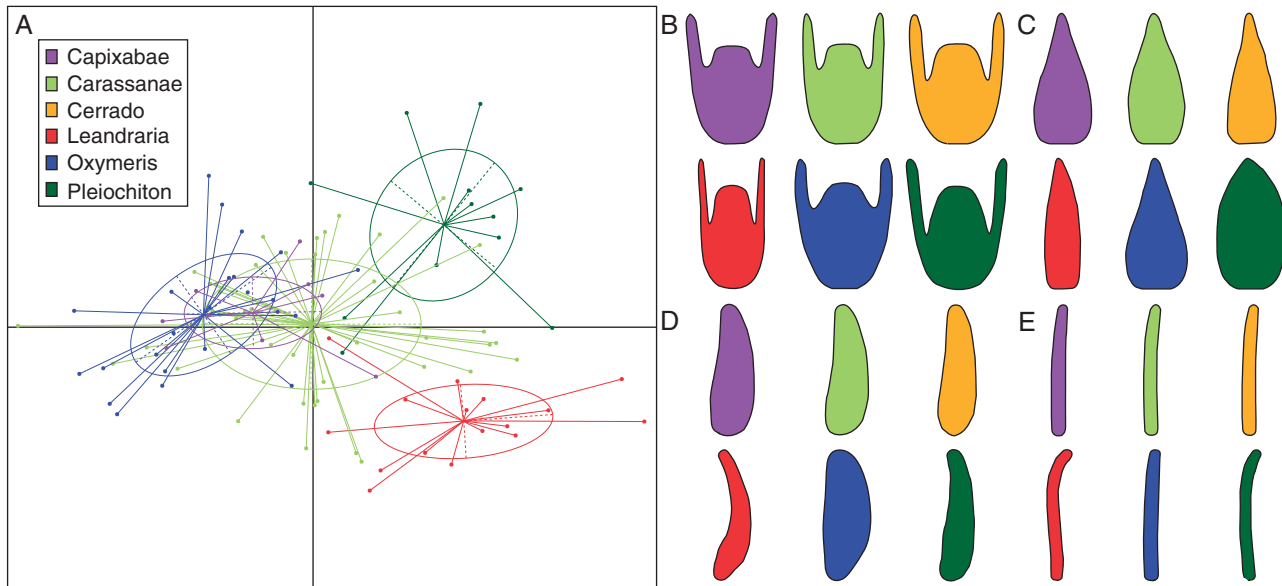 A
Capixabae
Carassanae
Cerrado
Leandraria
Oxymeris
Pleiochiton
B
C
D
E